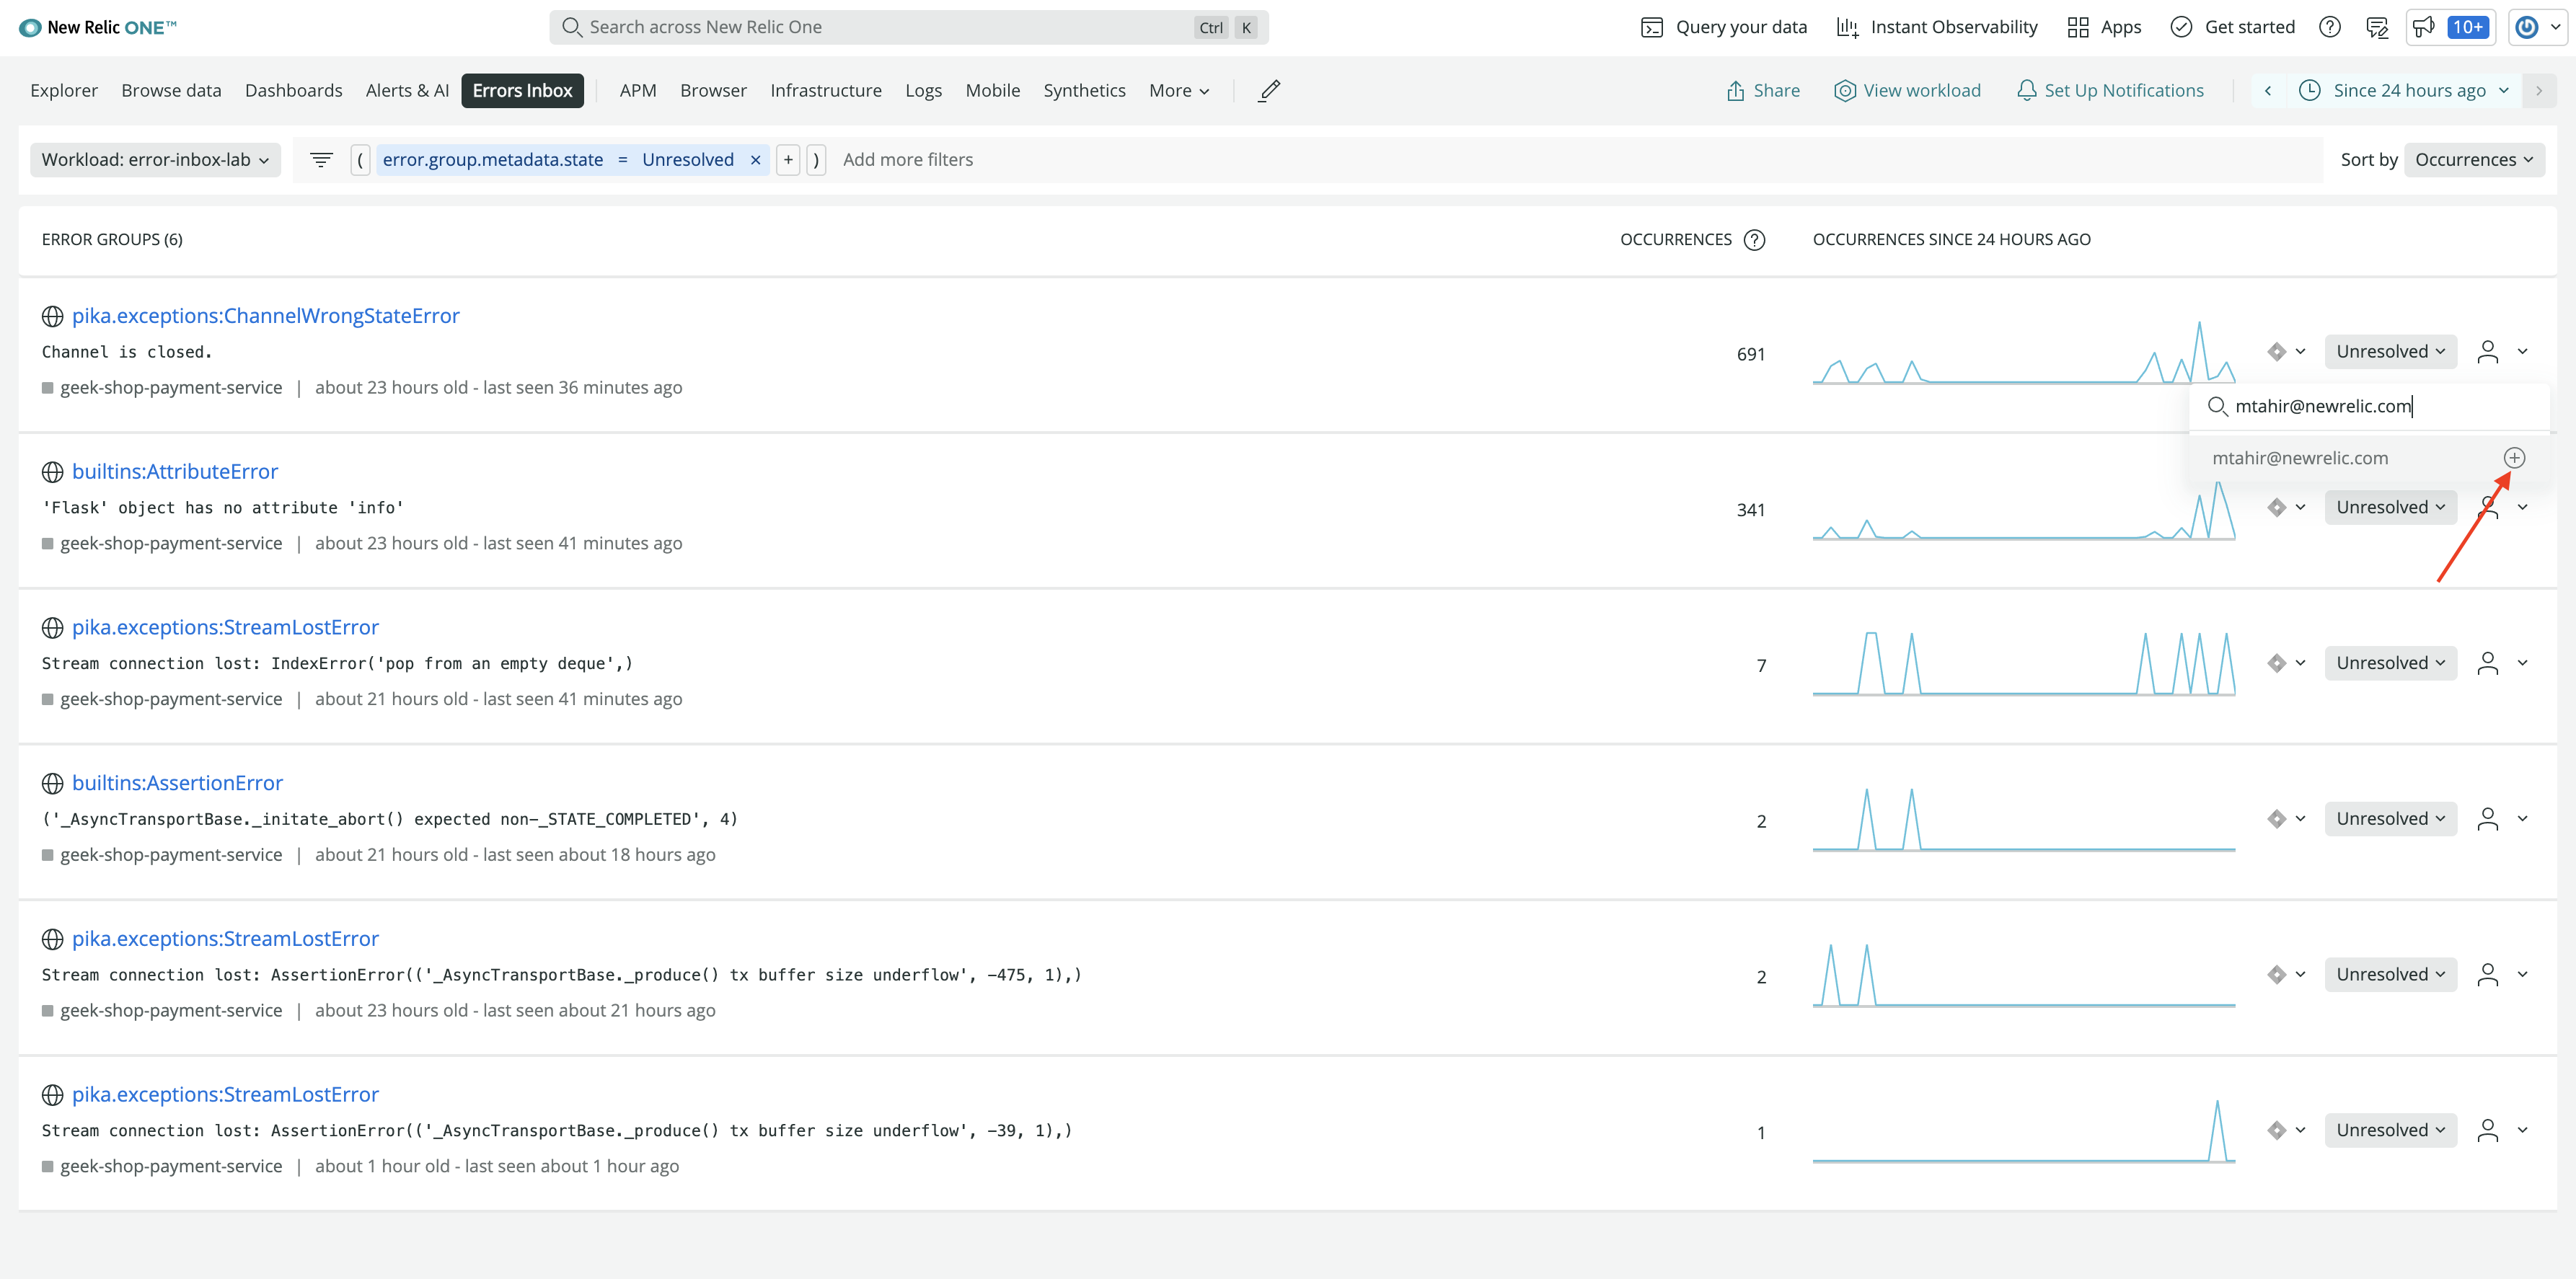 New Relic ONE™
Search across New Relic One Ctrl K
Query your data Instant Observability Apps Get started 10+
Explorer Browse data Dashboards Alerts & AI Errors Inbox APM Browser Infrastructure Logs Mobile Synthetics More
Share View workload Set Up Notifications Since 24 hours ago
Workload: error-inbox-lab ( error.group.metadata.state = Unresolved × + ) Add more filters Sort by Occurrences
ERROR GROUPS (6) OCCURRENCES ? OCCURRENCES SINCE 24 HOURS AGO
pika.exceptions:ChannelWrongStateError
Channel is closed. 691 Unresolved
geek-shop-payment-service | about 23 hours old - last seen 36 minutes ago
mtahir@newrelic.com
mtahir@newrelic.com
builtins:AttributeError
'Flask' object has no attribute 'info' 341 Unresolved
geek-shop-payment-service | about 23 hours old - last seen 41 minutes ago
pika.exceptions:StreamLostError
Stream connection lost: IndexError('pop from an empty deque',) 7 Unresolved
geek-shop-payment-service | about 21 hours old - last seen 41 minutes ago
builtins:AssertionError
('_AsyncTransportBase._initate_abort() expected non-_STATE_COMPLETED', 4) 2 Unresolved
geek-shop-payment-service | about 21 hours old - last seen about 18 hours ago
pika.exceptions:StreamLostError
Stream connection lost: AssertionError(('_AsyncTransportBase._produce() tx buffer size underflow', -475, 1),) 2 Unresolved
geek-shop-payment-service | about 23 hours old - last seen about 21 hours ago
pika.exceptions:StreamLostError
Stream connection lost: AssertionError(('_AsyncTransportBase._produce() tx buffer size underflow', -39, 1),) 1 Unresolved
geek-shop-payment-service | about 1 hour old - last seen about 1 hour ago